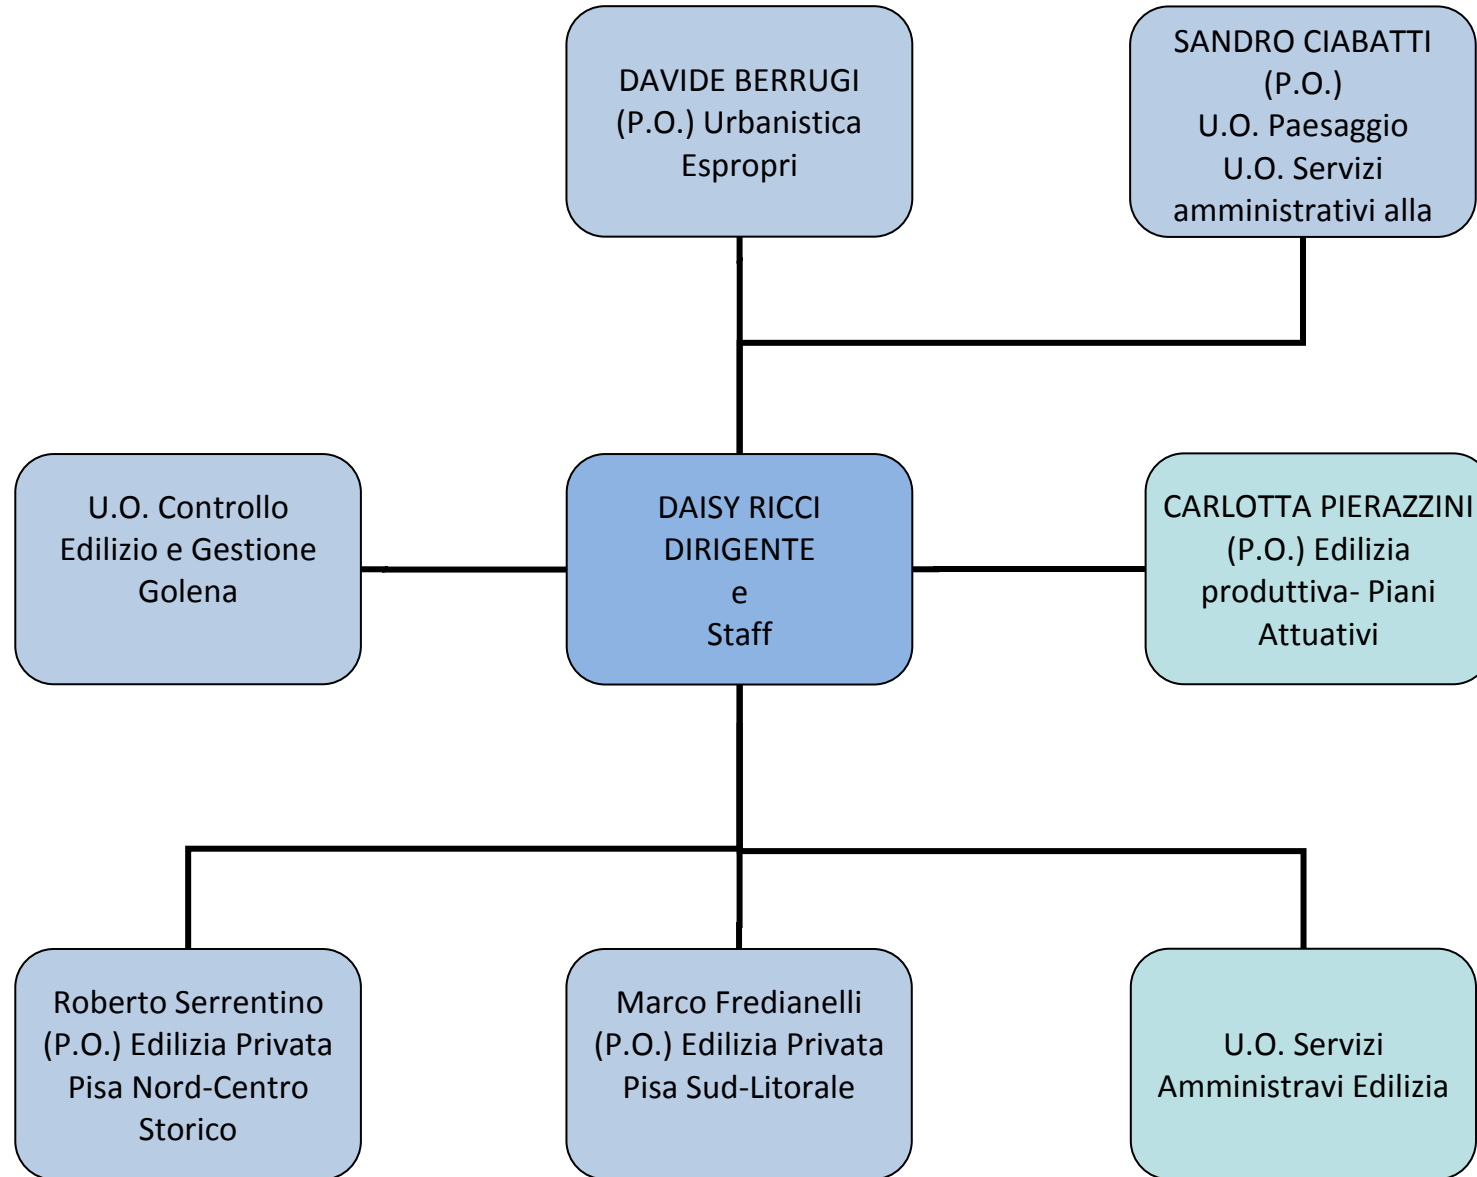 DAVIDE BERRUGI
(P.O.) Urbanistica
Espropri
SANDRO CIABATTI
(P.O.)
U.O. Paesaggio
U.O. Servizi
amministrativi alla
U.O. Controllo
Edilizio e Gestione
Golena
DAISY RICCI
DIRIGENTE
e
Staff
CARLOTTA PIERAZZINI
(P.O.) Edilizia
produttiva- Piani
Attuativi
Roberto Serrentino
(P.O.) Edilizia Privata
Pisa Nord-Centro
Storico
Marco Fredianelli
(P.O.) Edilizia Privata
Pisa Sud-Litorale
U.O. Servizi
Amministravi Edilizia